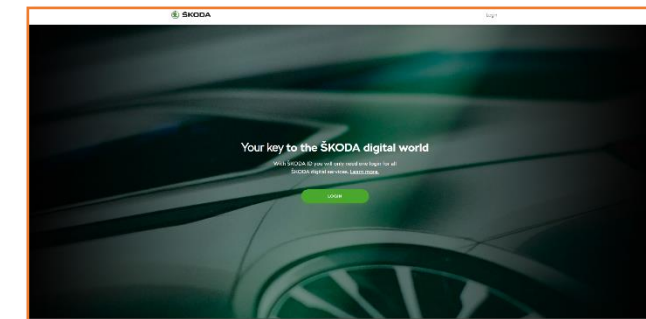 ŠKODA
Login
Your key to the ŠKODA digital world
With ŠKODA ID you will only need one login for all
ŠKODA digital services. Learn more.
LOGIN